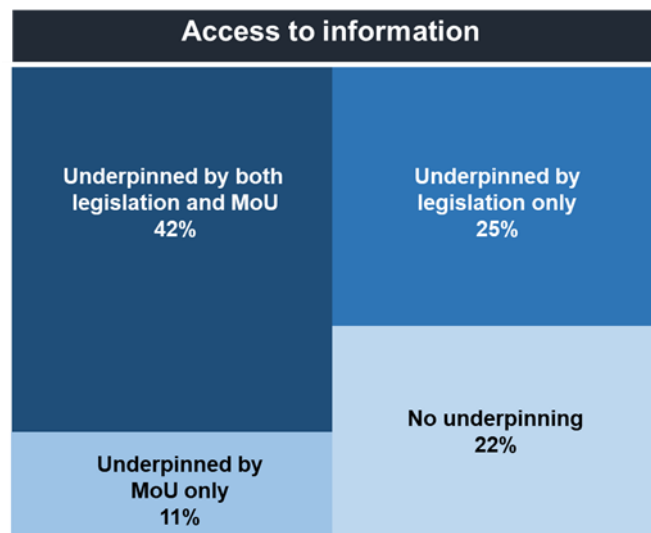 Access to information
Underpinned by both
legislation and MoU
42%
Underpinned by
legislation only
25%
No underpinning
22%
Underpinned by
MoU only
11%